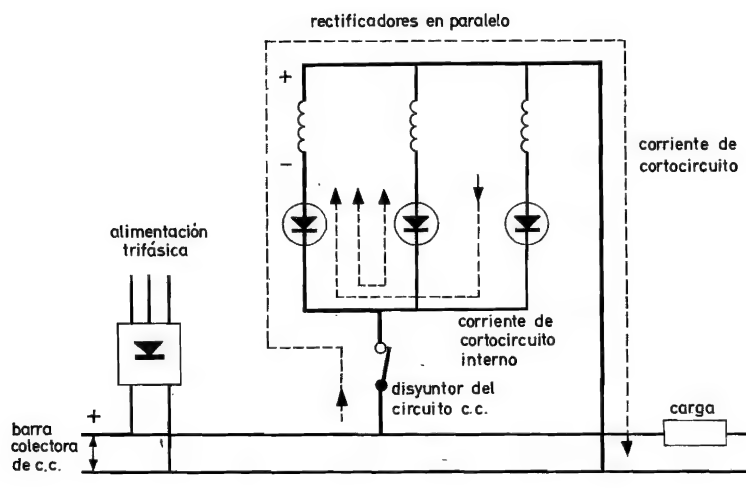 rectificadores en paralelo
+
−
corriente de
cortocircuito
alimentación
trifásica
corriente de
cortocircuito
interno
disyuntor del
circuito c.c.
carga
+
barra
colectora
de c.c.